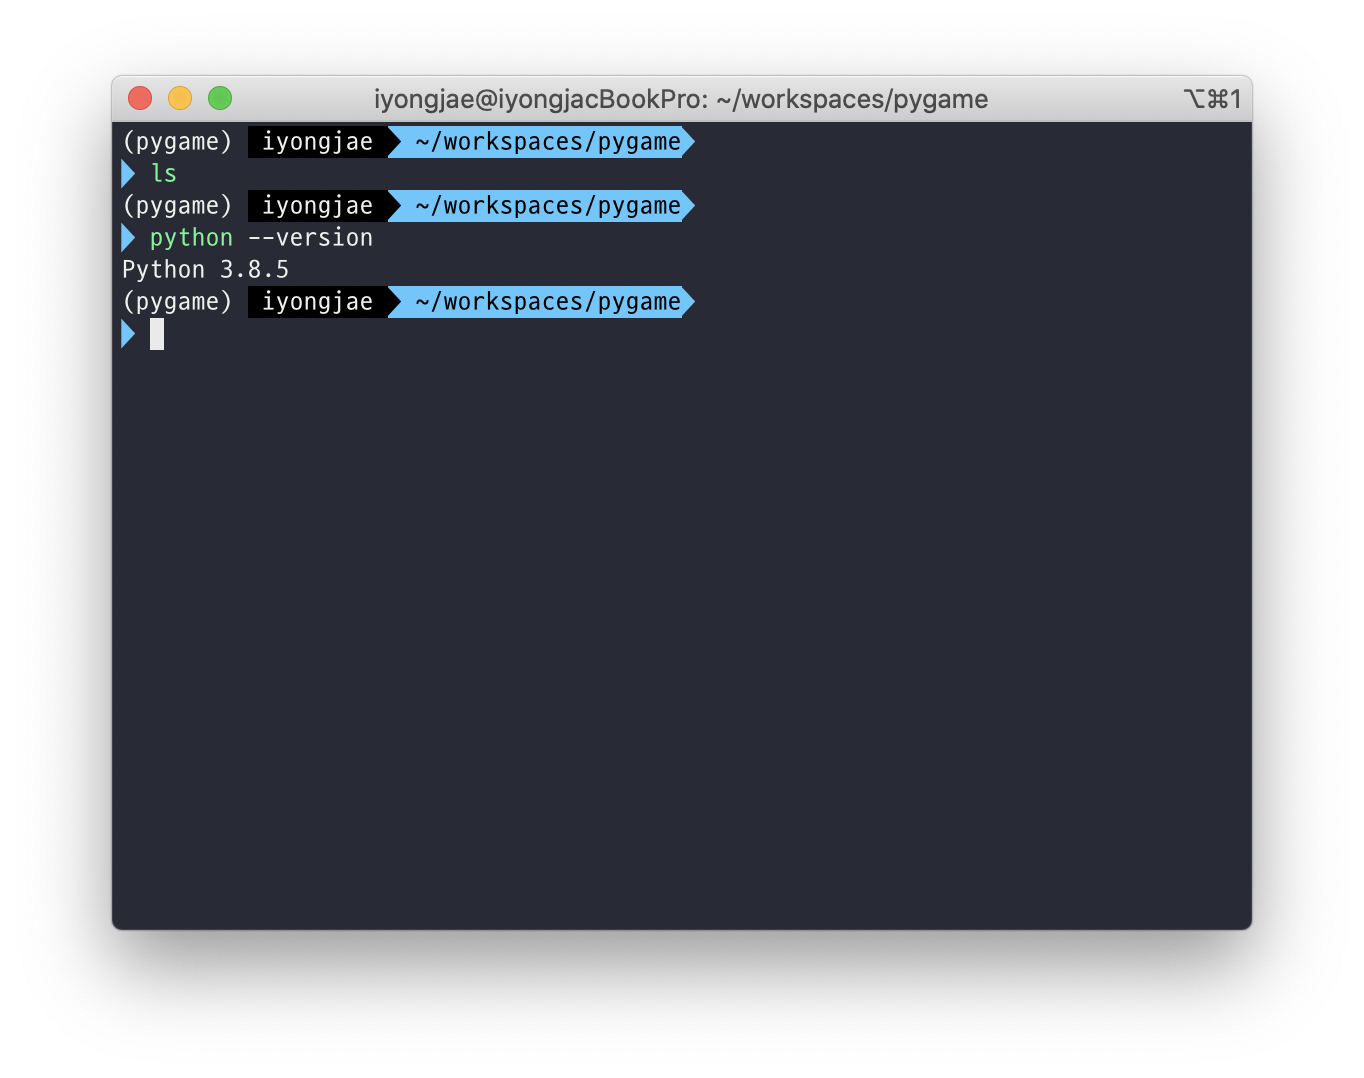 iyongjae@iyongjacBookPro: ~/workspaces/pygame ⌥⌘1
(pygame) iyongjae ~/workspaces/pygame
ls
(pygame) iyongjae ~/workspaces/pygame
python --version
Python 3.8.5
(pygame) iyongjae ~/workspaces/pygame